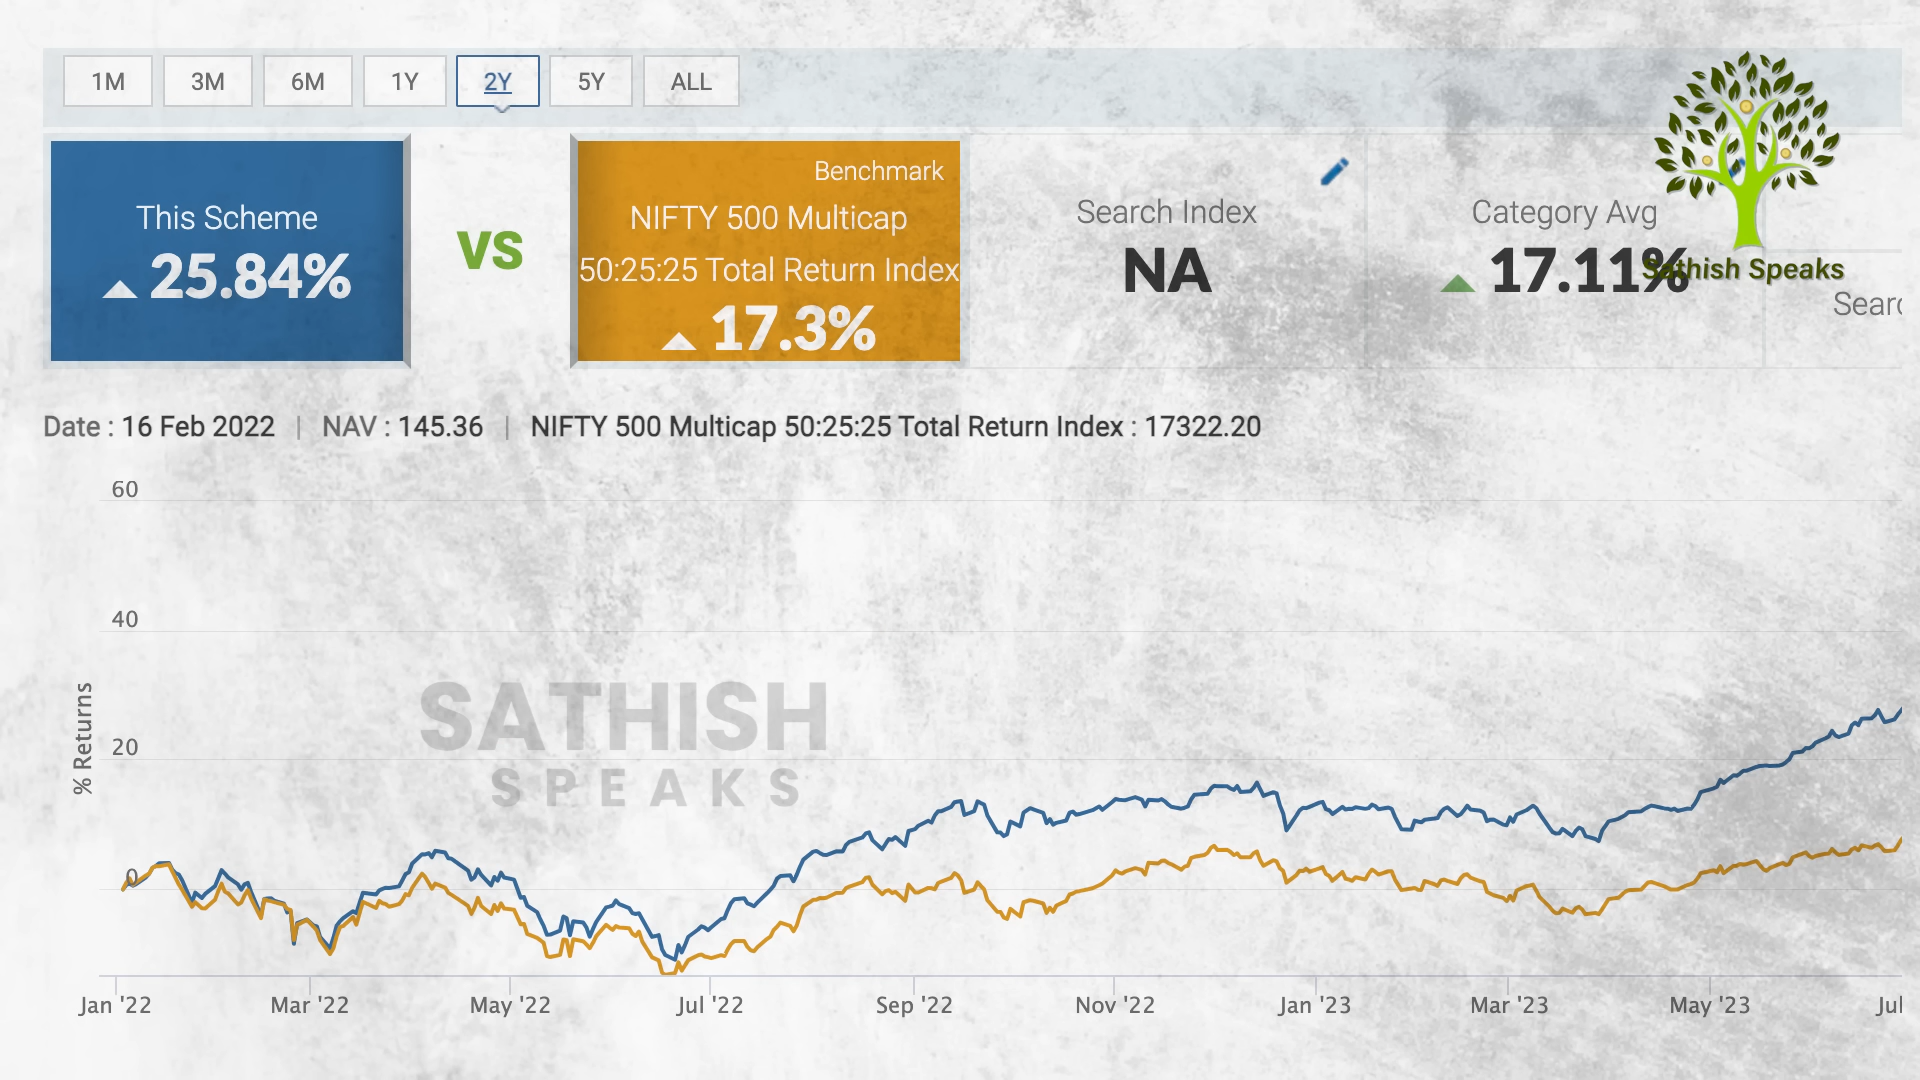 1M 3M 6M 1Y 2Y 5Y ALL
This Scheme
25.84%
VS
Benchmark
NIFTY 500 Multicap
50:25:25 Total Return Index
17.3%
Search Index
NA
Category Avg
17.11%
Sathish Speaks
Searc
Date : 16 Feb 2022 | NAV : 145.36 | NIFTY 500 Multicap 50:25:25 Total Return Index : 17322.20
% Returns
60
40
20
0
SATHISH
SPEAKS
Jan '22 Mar '22 May '22 Jul '22 Sep '22 Nov '22 Jan '23 Mar '23 May '23 Jul